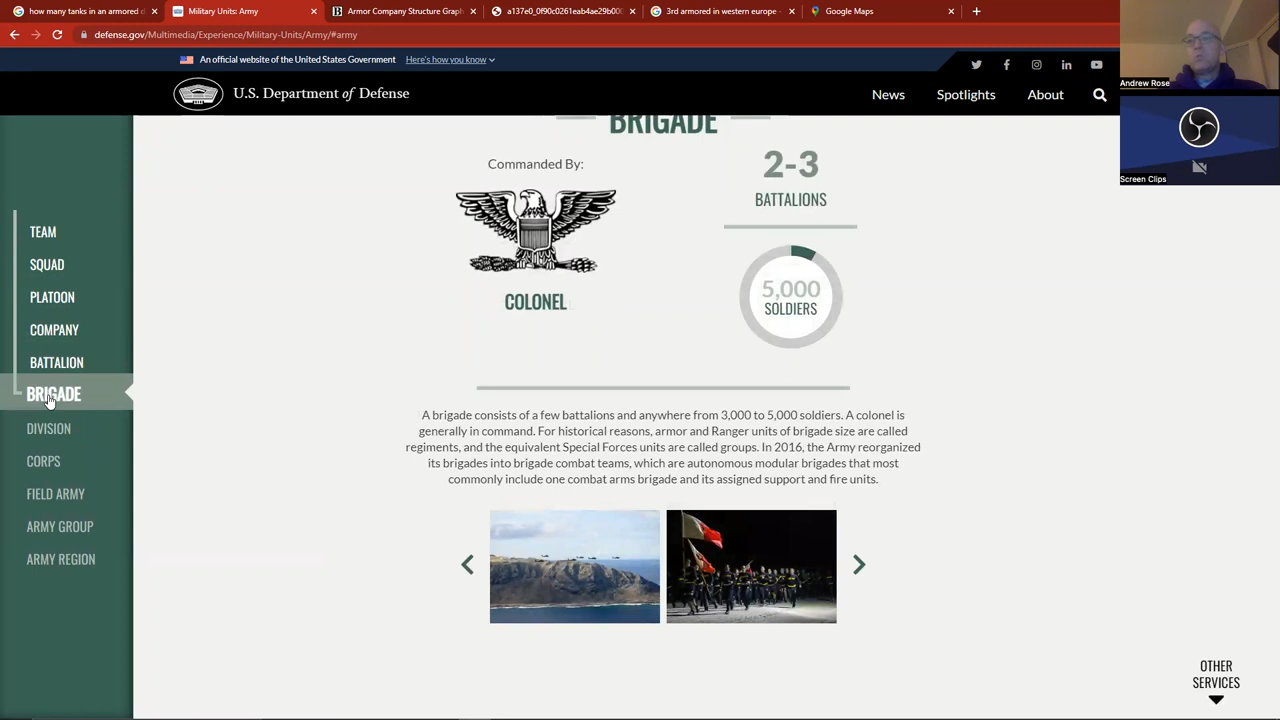 how many tanks in an armored d
Military Units: Army
Armor Company Structure Graph
a137e0_0f90c0261eab4ae29b000
3rd armored in western europe -
Google Maps
defense.gov/Multimedia/Experience/Military-Units/Army/#army
An official website of the United States Government
Here's how you know
U.S. Department of Defense
News
Spotlights
About
Andrew Rose
Screen Clips
TEAM
SQUAD
PLATOON
COMPANY
BATTALION
BRIGADE
DIVISION
CORPS
FIELD ARMY
ARMY GROUP
ARMY REGION
BRIGADE
Commanded By:
COLONEL
2-3
BATTALIONS
5,000
SOLDIERS
A brigade consists of a few battalions and anywhere from 3,000 to 5,000 soldiers. A colonel is
generally in command. For historical reasons, armor and Ranger units of brigade size are called
regiments, and the equivalent Special Forces units are called groups. In 2016, the Army reorganized
its brigades into brigade combat teams, which are autonomous modular brigades that most
commonly include one combat arms brigade and its assigned support and fire units.
OTHER
SERVICES